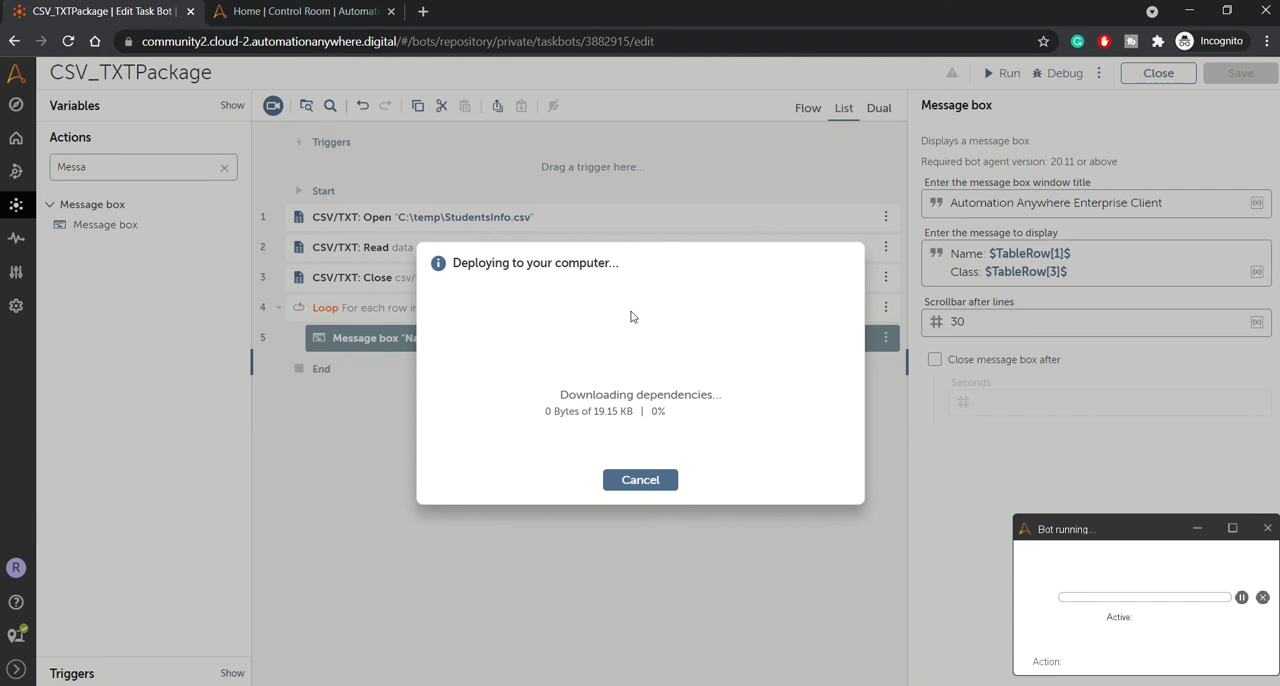 CSV_TXTPackage | Edit Task Bot |
Home | Control Room | Automati
community2.cloud-2.automationanywhere.digital/#/bots/repository/private/taskbots/3882915/edit
Incognito
CSV_TXTPackage
Run
Debug
Close
Save
Variables
Show
Actions
Messa
Message box
Message box
Triggers
Show
Flow
List
Dual
Triggers
Drag a trigger here...
Start
1 CSV/TXT: Open "C:\temp\StudentsInfo.csv"
2 CSV/TXT: Read data
3 CSV/TXT: Close csv/
4 Loop For each row in
5 Message box "Na
End
Deploying to your computer...
Downloading dependencies...
0 Bytes of 19.15 KB | 0%
Cancel
Message box
Displays a message box
Required bot agent version: 20.11 or above
Enter the message box window title
Automation Anywhere Enterprise Client
Enter the message to display
Name: $TableRow[1]$
Class: $TableRow[3]$
Scrollbar after lines
30
Close message box after
Seconds
Bot running...
Active:
Action:
R